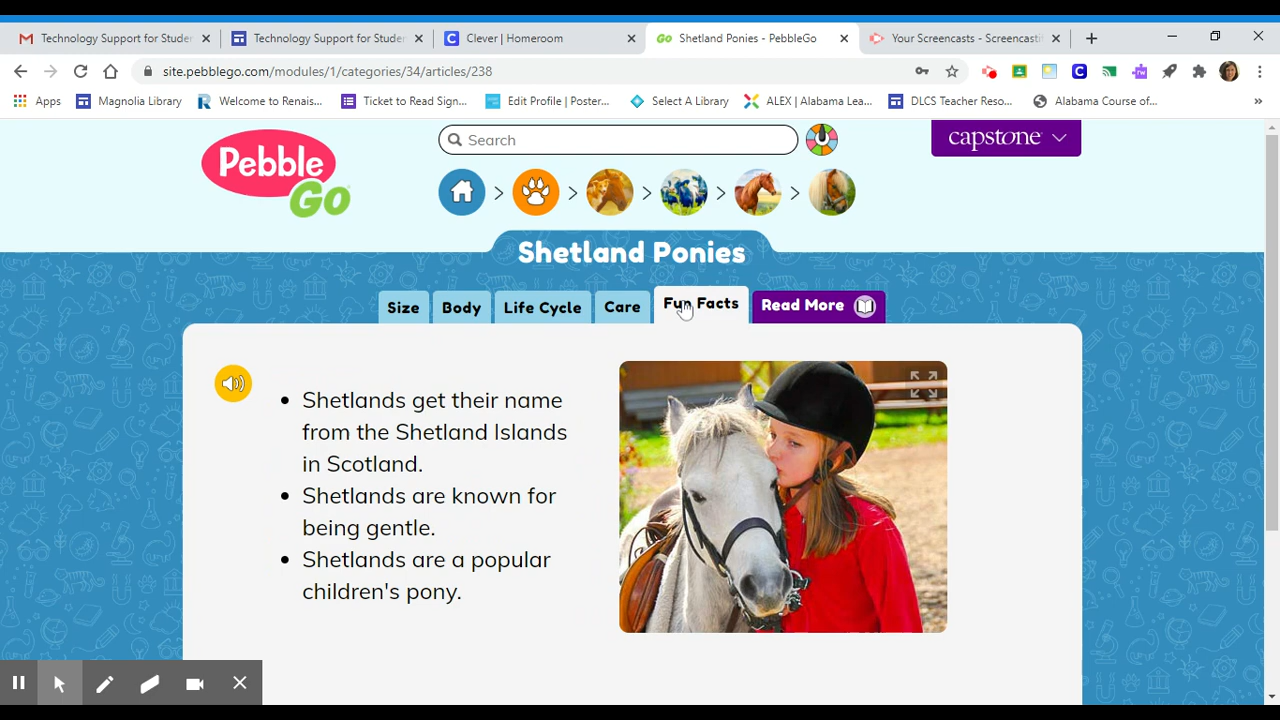 Technology Support for Studen
Technology Support for Studen
Clever | Homeroom
Go
Shetland Ponies - PebbleGo
Your Screencasts - Screencastif
site.pebblego.com/modules/1/categories/34/articles/238
Apps
Magnolia Library
Welcome to Renais...
Ticket to Read Sign...
Edit Profile | Poster...
Select A Library
ALEX | Alabama Lea...
DLCS Teacher Reso...
Alabama Course of...
»
Pebble
Go
Search
capstone
Shetland Ponies
Size
Body
Life Cycle
Care
Fun Facts
Read More
• Shetlands get their name
from the Shetland Islands
in Scotland.
• Shetlands are known for
being gentle.
• Shetlands are a popular
children's pony.